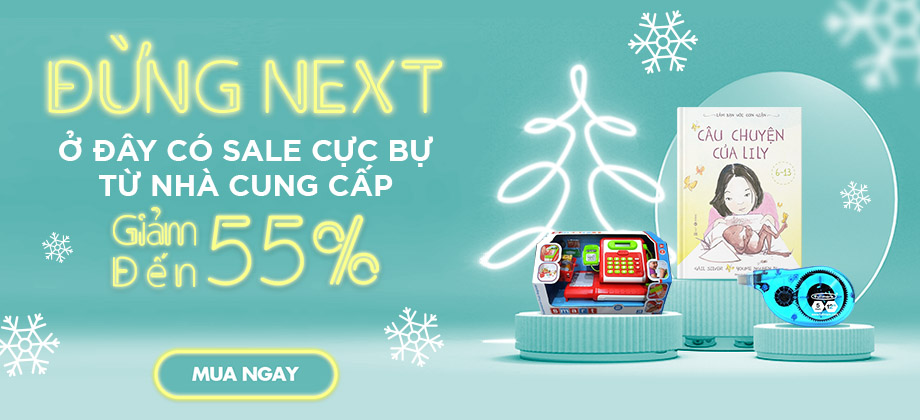 ĐỪNG NEXT
Ở ĐÂY CÓ SALE CỰC BỰ
TỪ NHÀ CUNG CẤP
Giảm
Đến
55%
MUA NGAY
CÂU CHUYỆN
CỦA LILY
6-13
smart